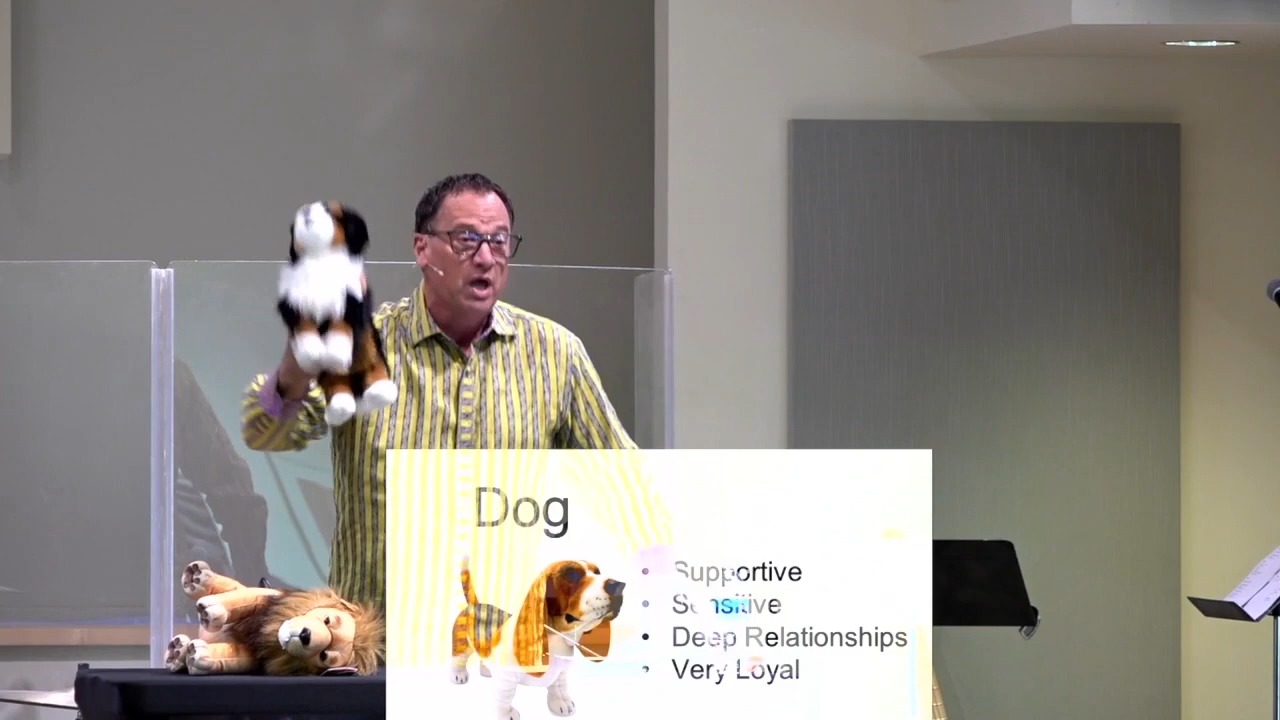 Dog
• Supportive
• Sensitive
• Deep Relationships
• Very Loyal